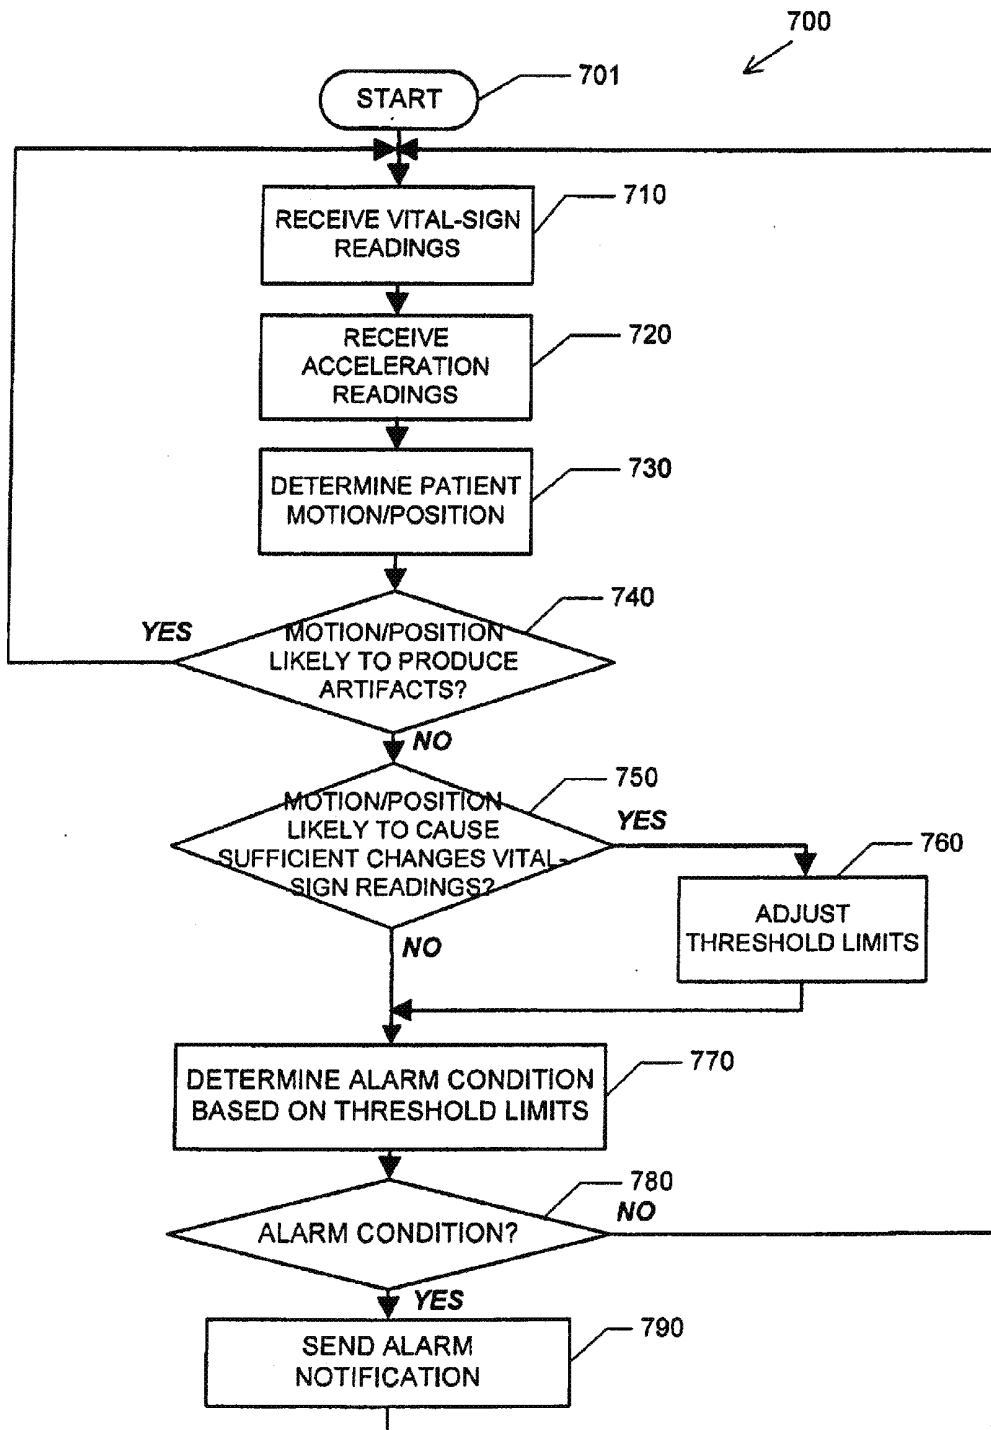 700
START
701
RECEIVE VITAL-SIGN
READINGS
710
RECEIVE
ACCELERATION
READINGS
720
DETERMINE PATIENT
MOTION/POSITION
730
740
YES
MOTION/POSITION
LIKELY TO PRODUCE
ARTIFACTS?
NO
750
MOTION/POSITION
LIKELY TO CAUSE
SUFFICIENT CHANGES VITAL-
SIGN READINGS?
YES
760
ADJUST
THRESHOLD LIMITS
NO
770
DETERMINE ALARM CONDITION
BASED ON THRESHOLD LIMITS
780
ALARM CONDITION?
NO
YES
SEND ALARM
NOTIFICATION
790